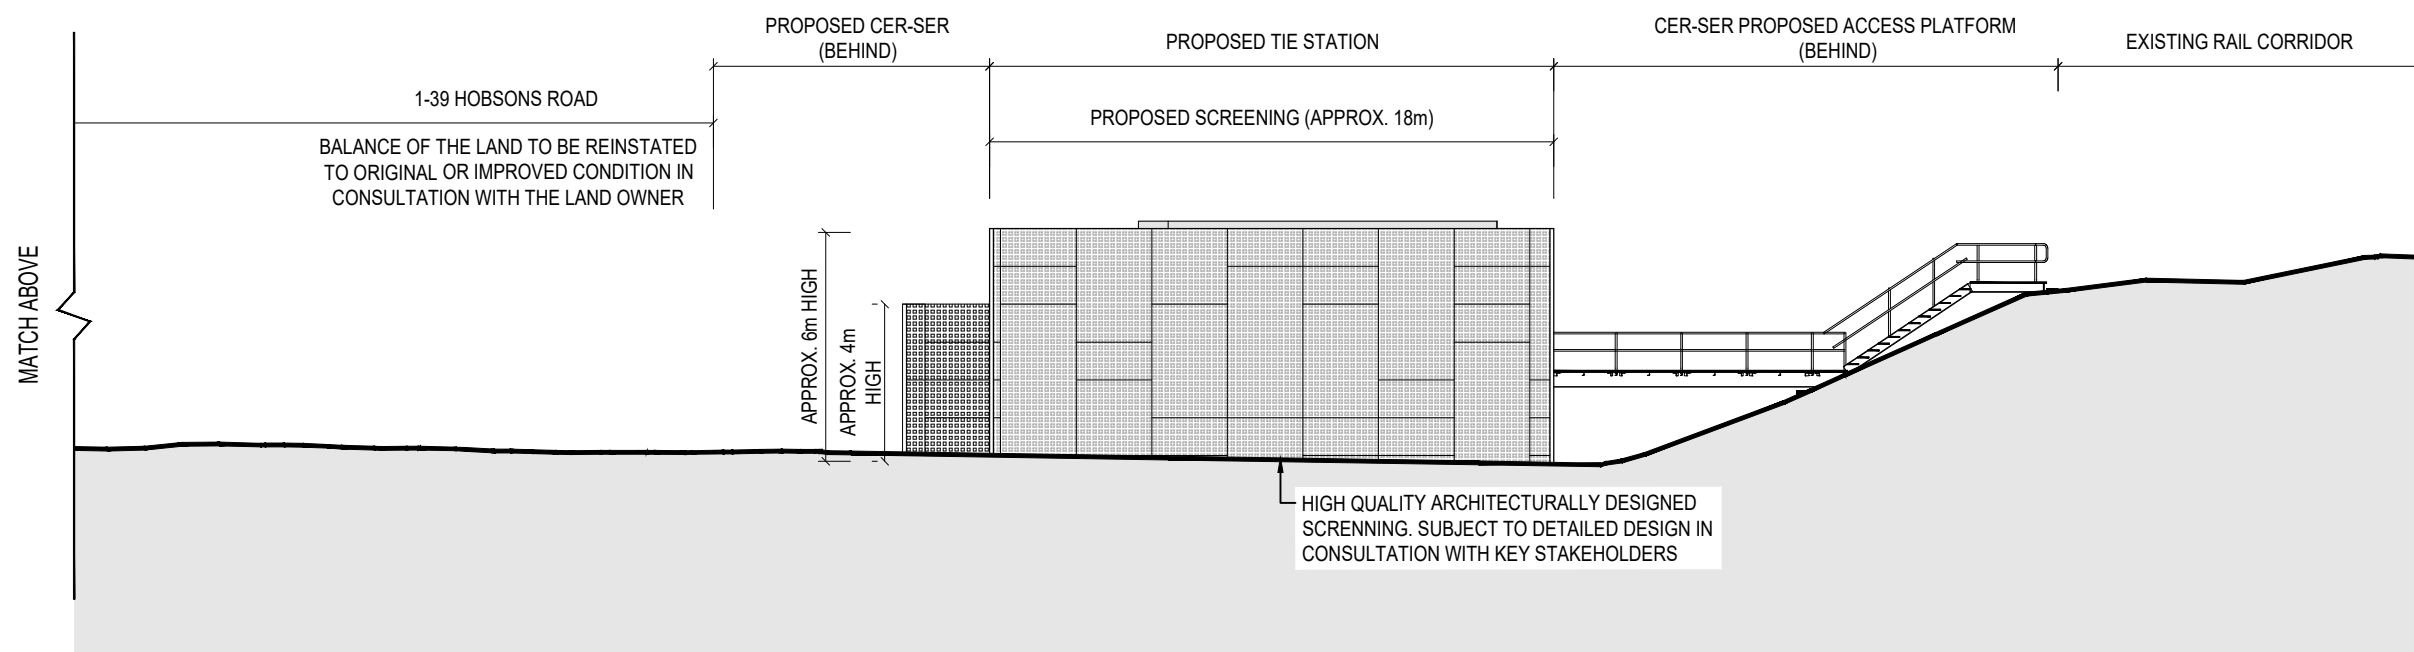 PROPOSED CER-SER
(BEHIND)
PROPOSED TIE STATION
CER-SER PROPOSED ACCESS PLATFORM
(BEHIND)
EXISTING RAIL CORRIDOR
1-39 HOBSONS ROAD
PROPOSED SCREENING (APPROX. 18m)
BALANCE OF THE LAND TO BE REINSTATED
TO ORIGINAL OR IMPROVED CONDITION IN
CONSULTATION WITH THE LAND OWNER
MATCH ABOVE
APPROX. 6m HIGH
APPROX. 4m
HIGH
HIGH QUALITY ARCHITECTURALLY DESIGNED
SCRENNING. SUBJECT TO DETAILED DESIGN IN
CONSULTATION WITH KEY STAKEHOLDERS